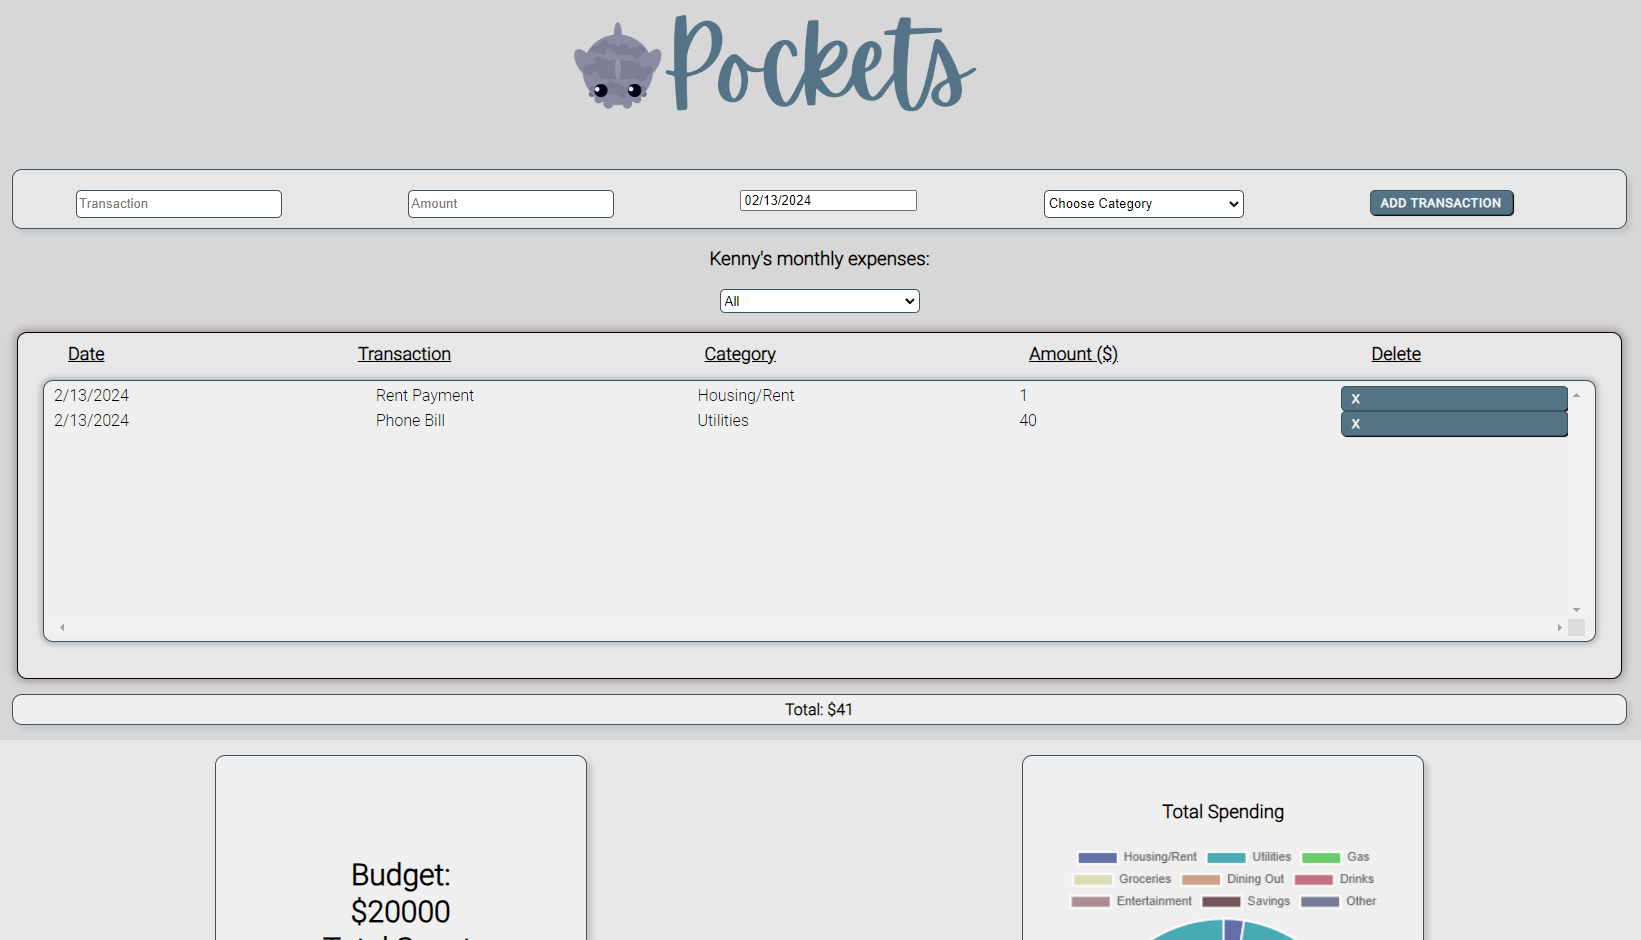 Pockets
Transaction Amount 02/13/2024 Choose Category ADD TRANSACTION
Kenny's monthly expenses:
All
Date Transaction Category Amount ($) Delete
2/13/2024 Rent Payment Housing/Rent 1 X
2/13/2024 Phone Bill Utilities 40 X
Total: $41
Budget:
$20000
Total Spending
Housing/Rent Utilities Gas
Groceries Dining Out Drinks
Entertainment Savings Other